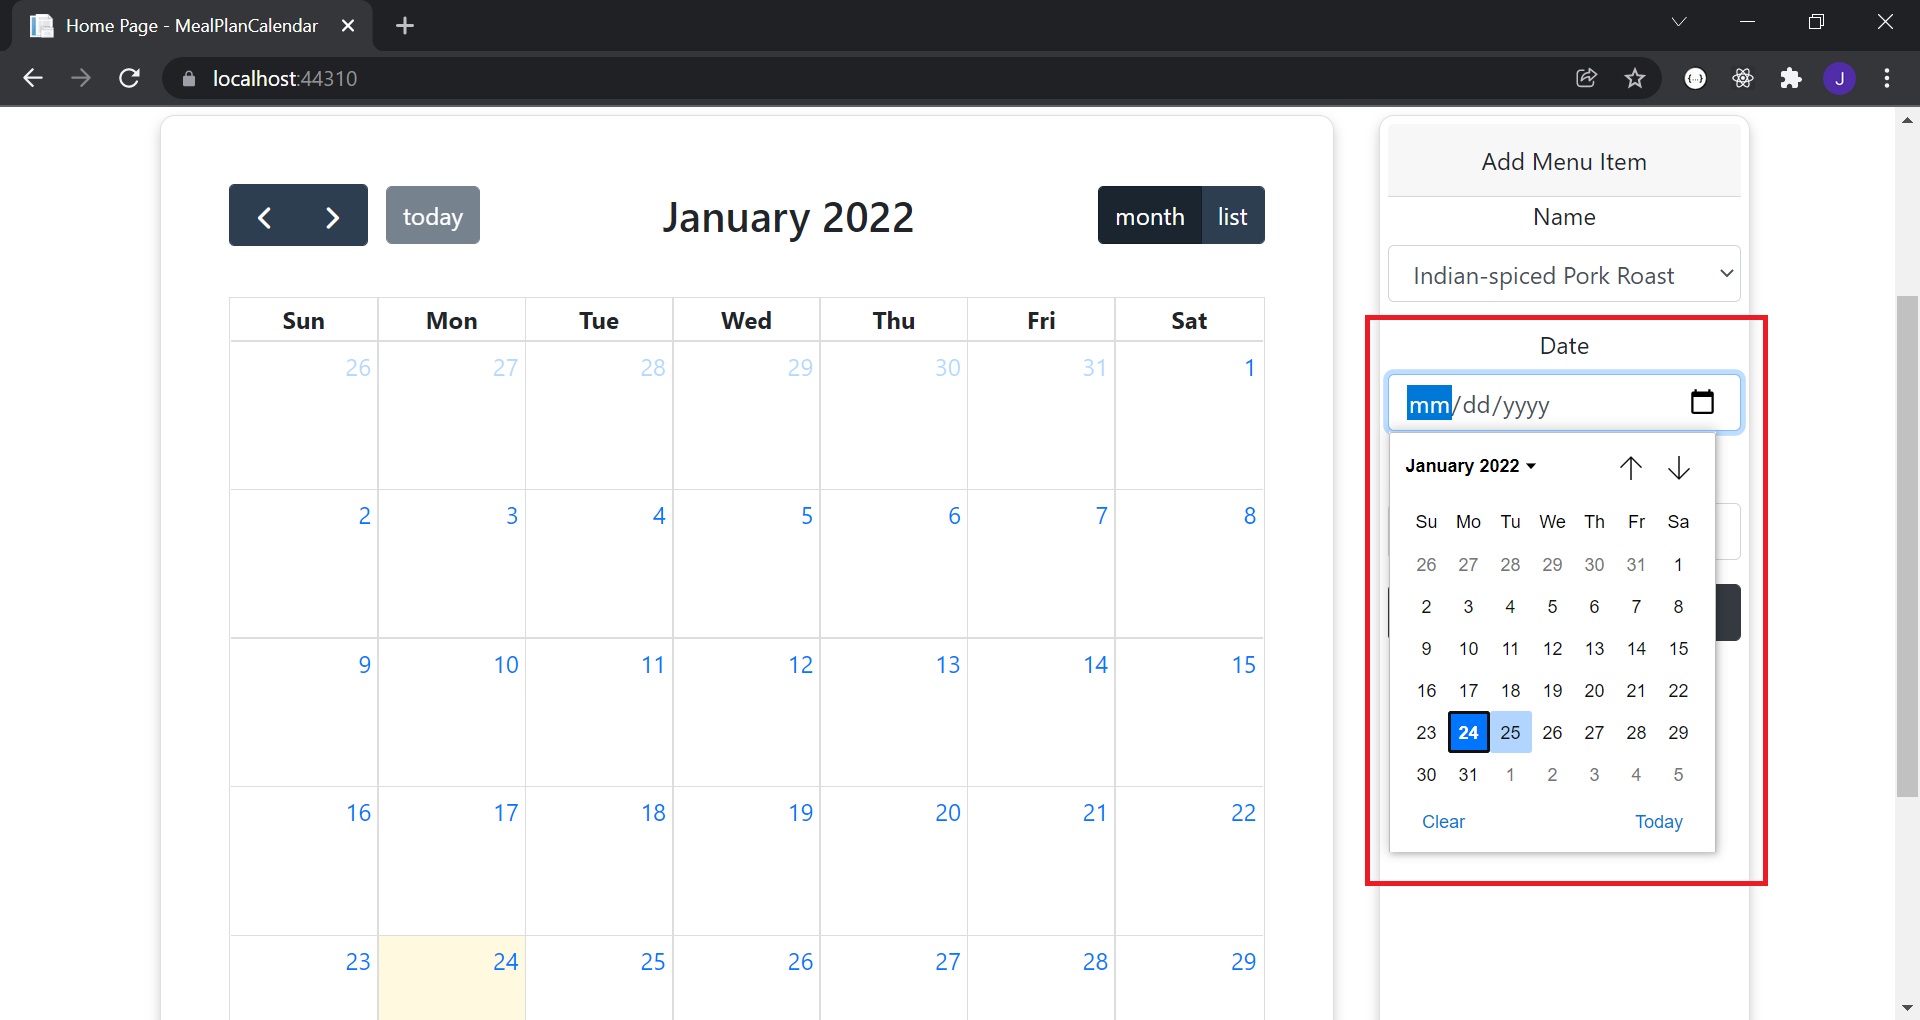 Home Page - MealPlanCalendar
localhost:44310
J
today
January 2022
month list
Sun Mon Tue Wed Thu Fri Sat
26 27 28 29 30 31 1
2 3 4 5 6 7 8
9 10 11 12 13 14 15
16 17 18 19 20 21 22
23 24 25 26 27 28 29
Add Menu Item
Name
Indian-spiced Pork Roast
Date
mm/dd/yyyy
January 2022
Su Mo Tu We Th Fr Sa
26 27 28 29 30 31 1
2 3 4 5 6 7 8
9 10 11 12 13 14 15
16 17 18 19 20 21 22
23 24 25 26 27 28 29
30 31 1 2 3 4 5
Clear Today